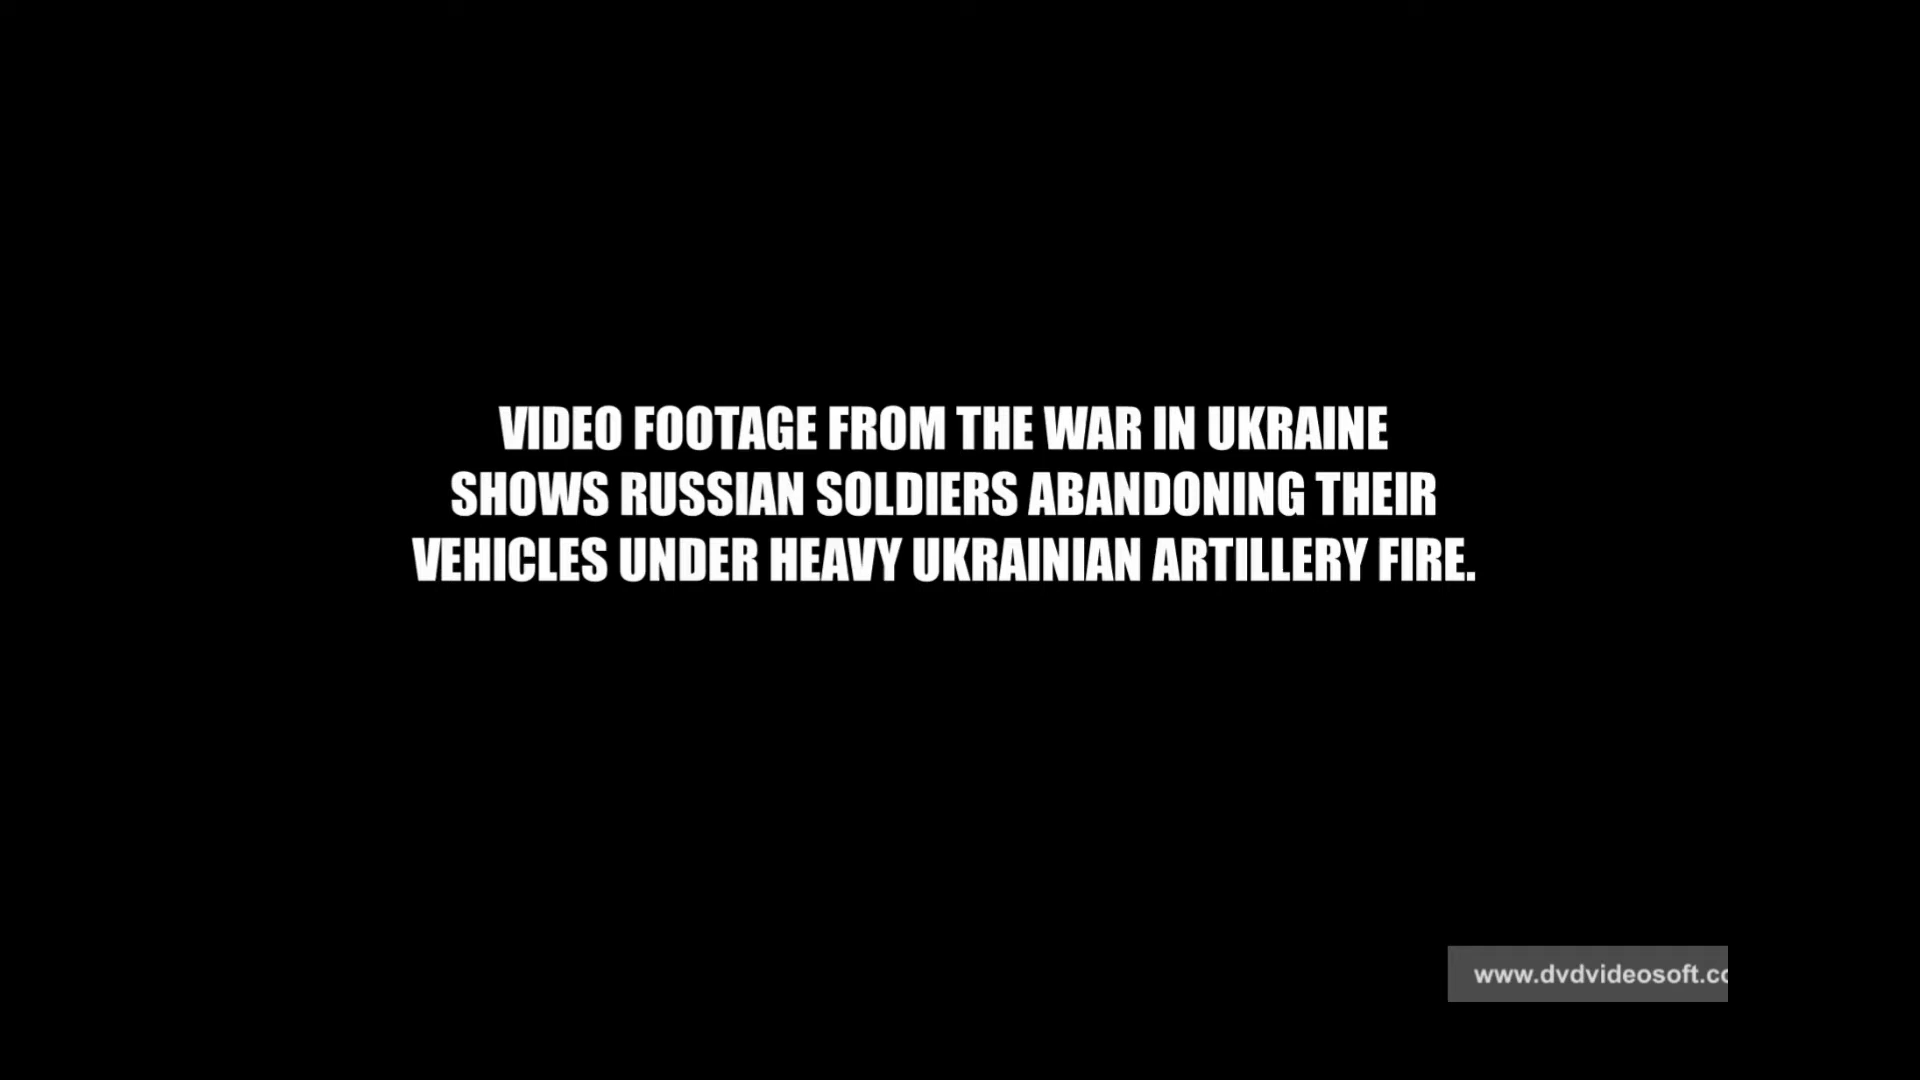 VIDEO FOOTAGE FROM THE WAR IN UKRAINE
SHOWS RUSSIAN SOLDIERS ABANDONING THEIR
VEHICLES UNDER HEAVY UKRAINIAN ARTILLERY FIRE.
www.dvdvideosoft.co